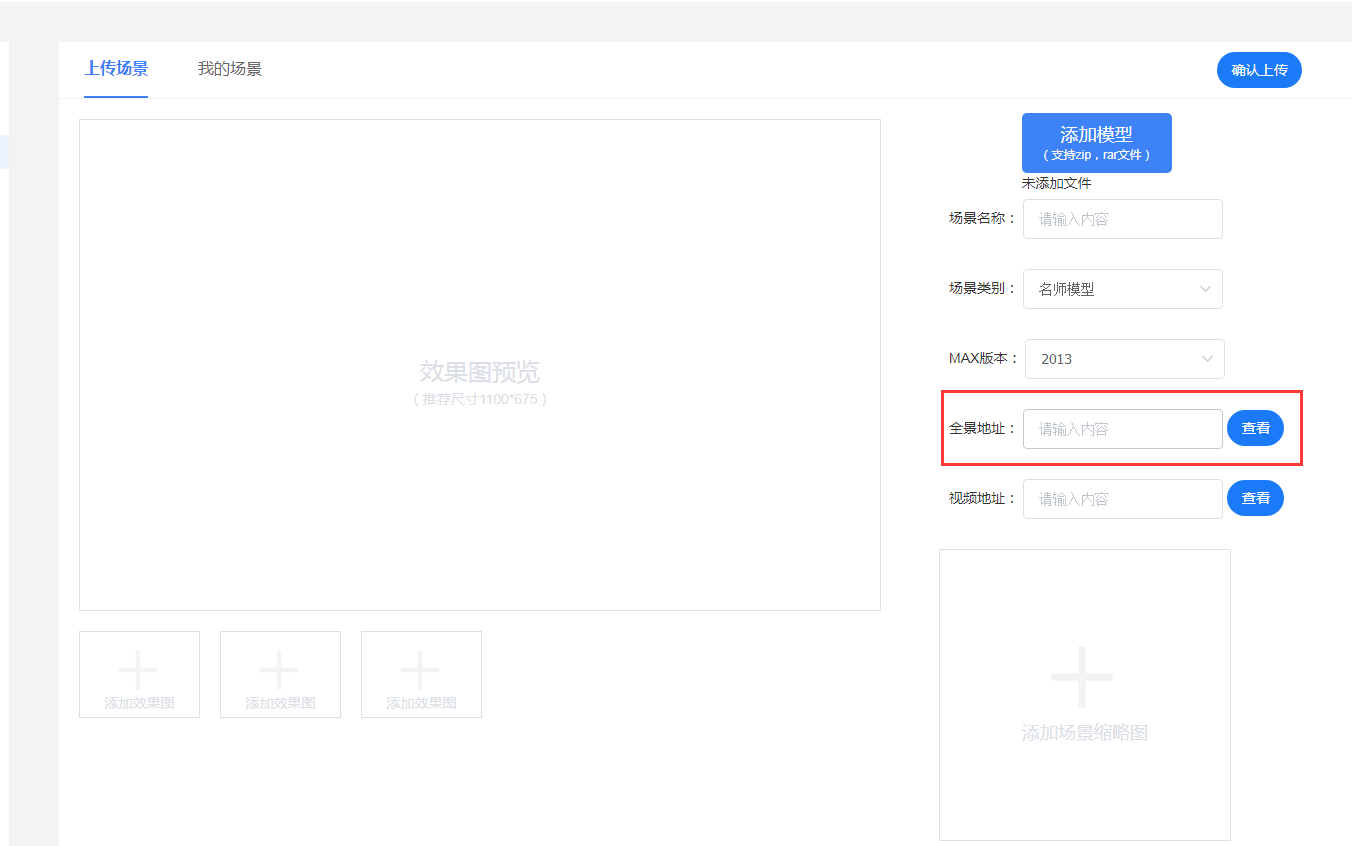 上传场景
我的场景
确认上传
添加模型
（支持zip，rar文件）
未添加文件
场景名称：
请输入内容
场景类别：
名师模型
MAX版本：
2013
全景地址：
请输入内容
查看
视频地址：
请输入内容
查看
效果图预览
（推荐尺寸1100*675）
添加效果图
添加效果图
添加效果图
添加场景缩略图